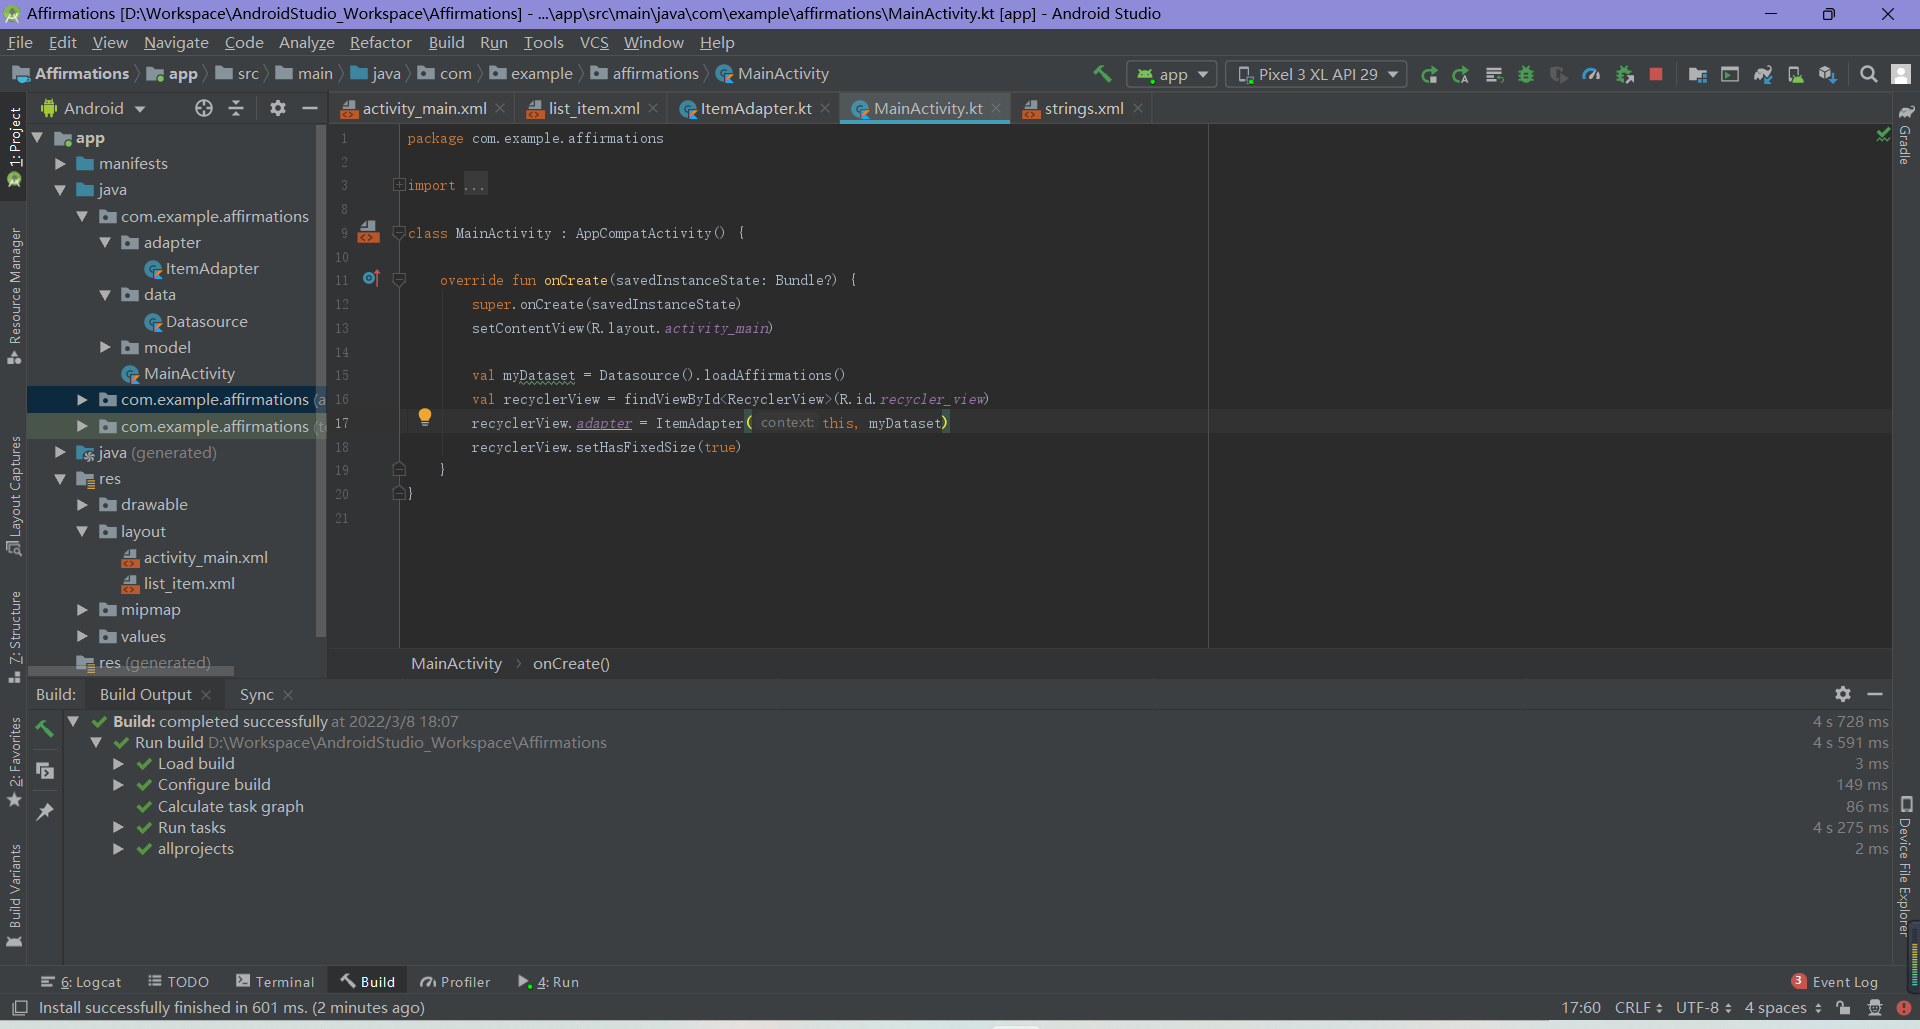 Affirmations [D:\Workspace\AndroidStudio_Workspace\Affirmations] - ...\app\src\main\java\com\example\affirmations\MainActivity.kt [app] - Android Studio
File Edit View Navigate Code Analyze Refactor Build Run Tools VCS Window Help
Affirmations app src main java com example affirmations MainActivity app Pixel 3 XL API 29
Android activity_main.xml list_item.xml ItemAdapter.kt MainActivity.kt strings.xml
1: Project
Resource Manager
Layout Captures
7: Structure
2: Favorites
Build Variants
app
manifests
java
com.example.affirmations
adapter
ItemAdapter
data
Datasource
model
MainActivity
com.example.affirmations (a
com.example.affirmations (t
java (generated)
res
drawable
layout
activity_main.xml
list_item.xml
mipmap
values
res (generated)
1 package com.example.affirmations
2
3 import ...
8
9 class MainActivity : AppCompatActivity() {
10
11 override fun onCreate(savedInstanceState: Bundle?) {
12 super.onCreate(savedInstanceState)
13 setContentView(R.layout.activity_main)
14
15 val myDataset = Datasource().loadAffirmations()
16 val recyclerView = findViewById<RecyclerView>(R.id.recycler_view)
17 recyclerView.adapter = ItemAdapter( context: this, myDataset)
18 recyclerView.setHasFixedSize(true)
19 }
20 }
21
MainActivity onCreate()
Gradle
Device File Explorer
Build: Build Output Sync
Build: completed successfully at 2022/3/8 18:07 4 s 728 ms
Run build D:\Workspace\AndroidStudio_Workspace\Affirmations 4 s 591 ms
Load build 3 ms
Configure build 149 ms
Calculate task graph 86 ms
Run tasks 4 s 275 ms
allprojects 2 ms
6: Logcat TODO Terminal Build Profiler 4: Run 3 Event Log
Install successfully finished in 601 ms. (2 minutes ago) 17:60 CRLF UTF-8 4 spaces